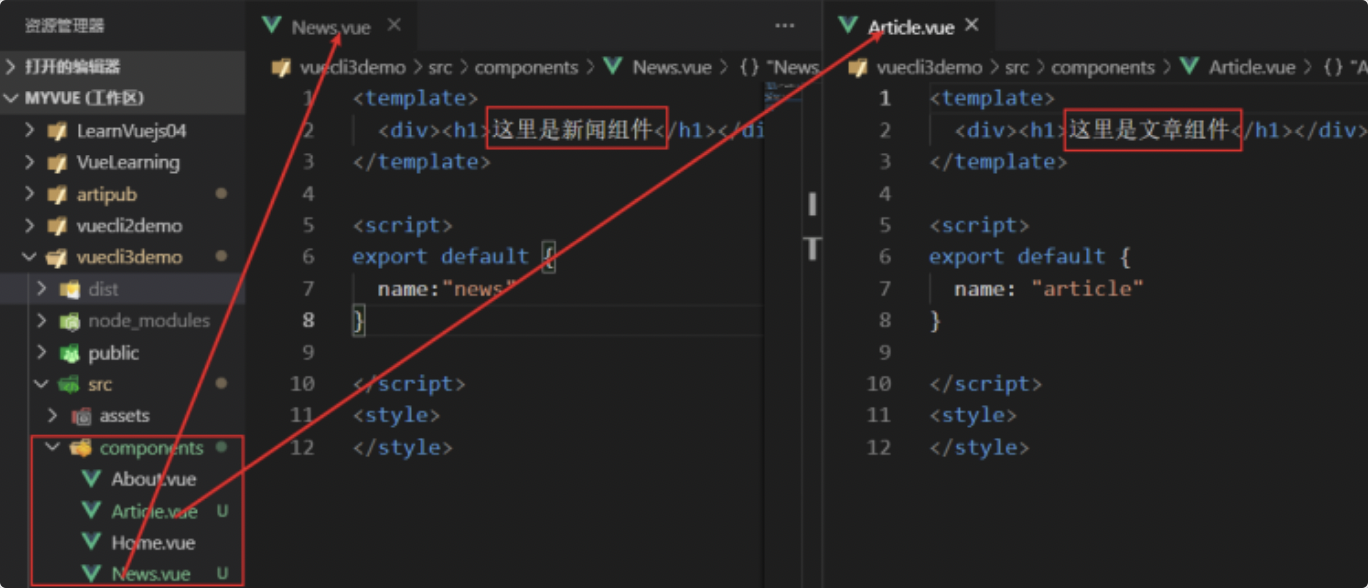 资源管理器
打开的编辑器
MYVUE (工作区)
LearnVuejs04
VueLearning
artipub
vuecli2demo
vuecli3demo
dist
node_modules
public
src
assets
components
About.vue
Article.vue U
Home.vue
News.vue U
News.vue ×
···
vuecli3demo > src > components > News.vue > {} "News
1 <template>
2 <div><h1>这里是新闻组件</h1></di
3 </template>
4
5 <script>
6 export default {
7 name:"news"
8 }
9
10 </script>
11 <style>
12 </style>
Article.vue ×
vuecli3demo > src > components > Article.vue > {} "A
1 <template>
2 <div><h1>这里是文章组件</h1></div>
3 </template>
4
5 <script>
6 export default {
7 name: "article"
8 }
9
10 </script>
11 <style>
12 </style>